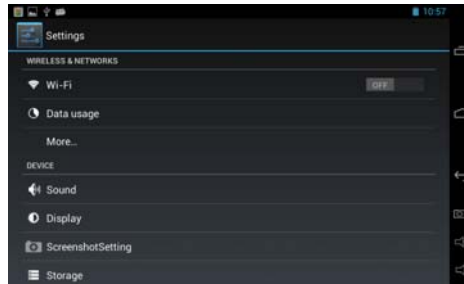 10:57
Settings
WIRELESS & NETWORKS
Wi-Fi
OFF
Data usage
More...
DEVICE
Sound
Display
ScreenshotSetting
Storage